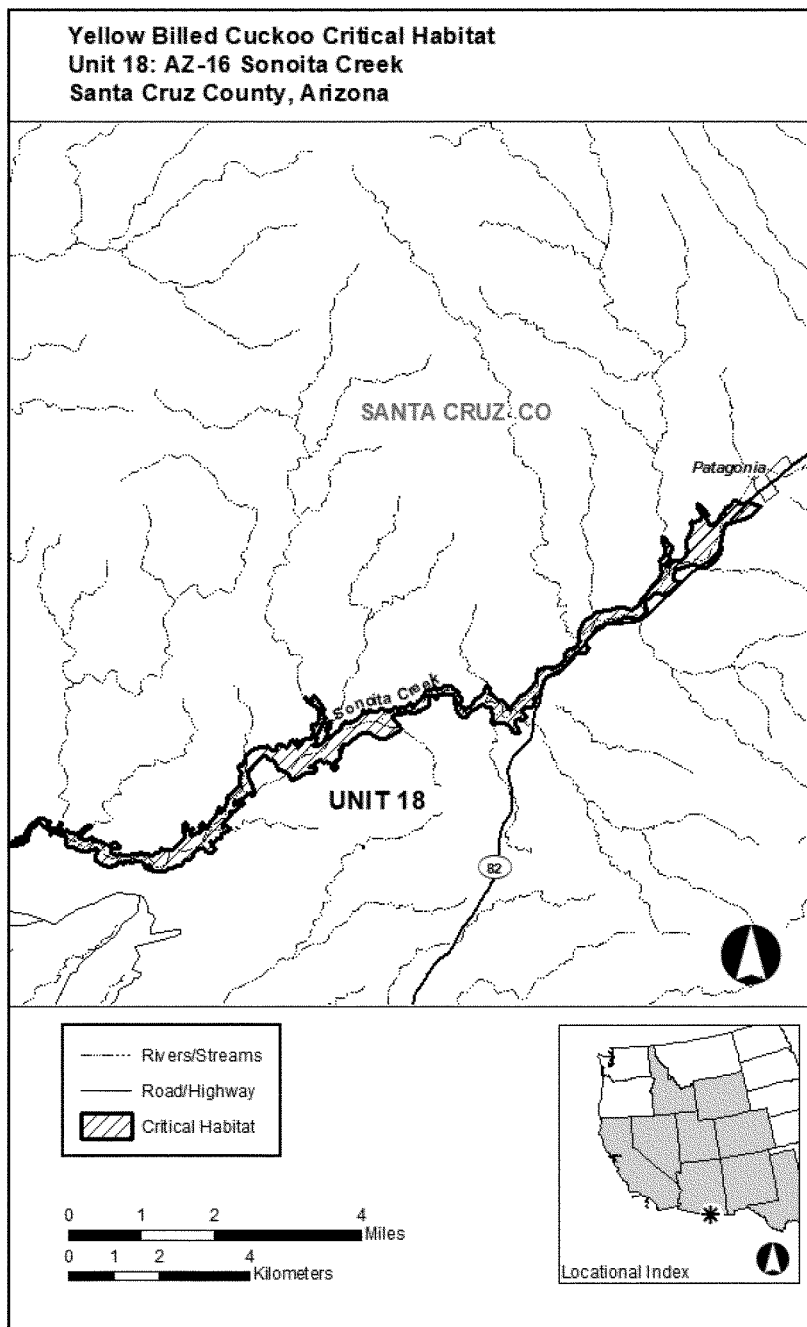 Yellow Billed Cuckoo Critical Habitat
Unit 18: AZ-16 Sonoita Creek
Santa Cruz County, Arizona
SANTA CRUZ CO
Patagonia
Sonoita Creek
UNIT 18
82
Rivers/Streams
Road/Highway
Critical Habitat
0 1 2 4
Miles
0 1 2 4
Kilometers
Locational Index